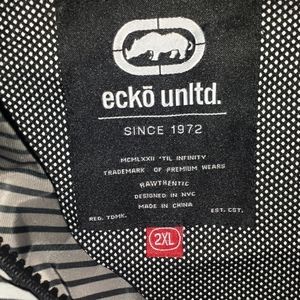 eckō unltd.
SINCE 1972
MCMLXXII 'TIL INFINITY
TRADEMARK OF PREMIUM WEARS
RAWTHENTIC
DESIGNED IN NYC
MADE IN CHINA
REG. TDMK. EST. CST.
2XL